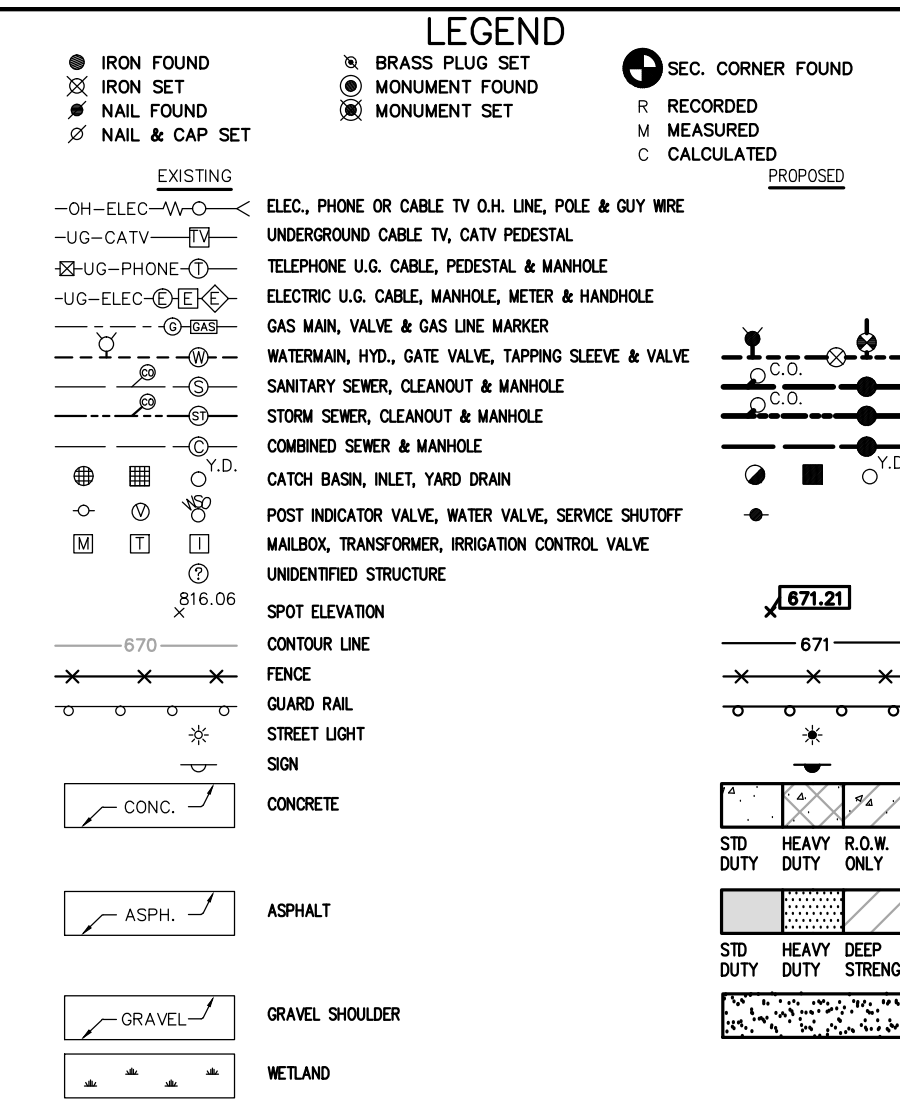 LEGEND
IRON FOUND
IRON SET
NAIL FOUND
NAIL & CAP SET
BRASS PLUG SET
MONUMENT FOUND
MONUMENT SET
SEC. CORNER FOUND
R RECORDED
M MEASURED
C CALCULATED
EXISTING PROPOSED
OH-ELEC ELEC., PHONE OR CABLE TV O.H. LINE, POLE & GUY WIRE
UG-CATV TV UNDERGROUND CABLE TV, CATV PEDESTAL
UG-PHONE T TELEPHONE U.G. CABLE, PEDESTAL & MANHOLE
UG-ELEC E E E ELECTRIC U.G. CABLE, MANHOLE, METER & HANDHOLE
G GAS GAS MAIN, VALVE & GAS LINE MARKER
W WATERMAIN, HYD., GATE VALVE, TAPPING SLEEVE & VALVE
CO S SANITARY SEWER, CLEANOUT & MANHOLE C.O.
CO ST STORM SEWER, CLEANOUT & MANHOLE C.O.
C COMBINED SEWER & MANHOLE
Y.D. CATCH BASIN, INLET, YARD DRAIN Y.D
V WSO POST INDICATOR VALVE, WATER VALVE, SERVICE SHUTOFF
M T I MAILBOX, TRANSFORMER, IRRIGATION CONTROL VALVE
? UNIDENTIFIED STRUCTURE
816.06 SPOT ELEVATION 671.21
670 CONTOUR LINE 671
FENCE
GUARD RAIL
STREET LIGHT
SIGN
CONC. CONCRETE
STD HEAVY R.O.W.
DUTY DUTY ONLY
ASPH. ASPHALT
STD HEAVY DEEP
DUTY DUTY STRENG
GRAVEL GRAVEL SHOULDER
WETLAND